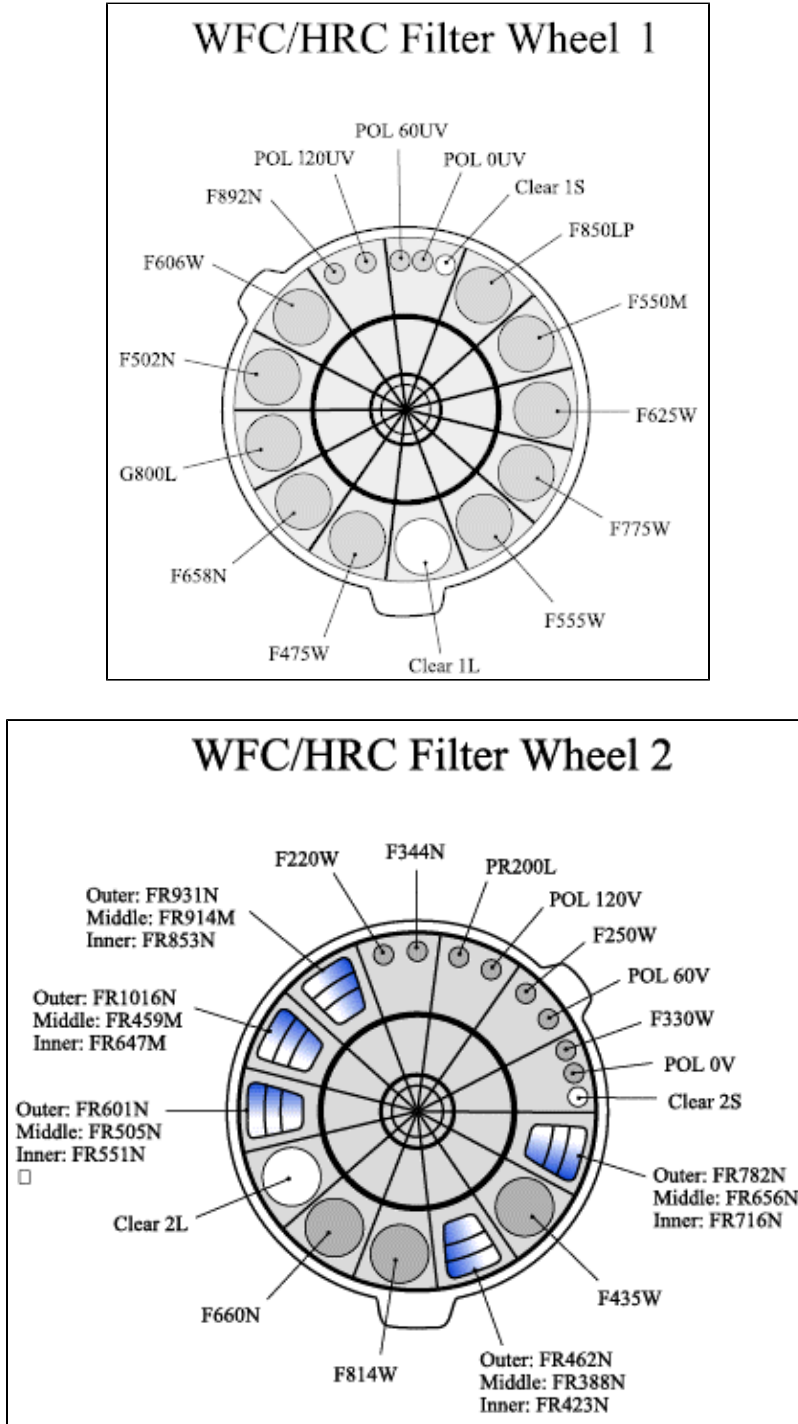 WFC/HRC Filter Wheel 1
POL 60UV
POL 120UV
POL 0UV
Clear 1S
F892N
F850LP
F606W
F550M
F502N
F625W
G800L
F775W
F658N
F555W
F475W
Clear 1L
WFC/HRC Filter Wheel 2
F344N
F220W
PR200L
Outer: FR931N
Middle: FR914M
Inner: FR853N
POL 120V
F250W
POL 60V
Outer: FR1016N
Middle: FR459M
Inner: FR647M
F330W
POL 0V
Clear 2S
Outer: FR601N
Middle: FR505N
Inner: FR551N
Outer: FR782N
Middle: FR656N
Inner: FR716N
Clear 2L
F435W
F660N
F814W
Outer: FR462N
Middle: FR388N
Inner: FR423N